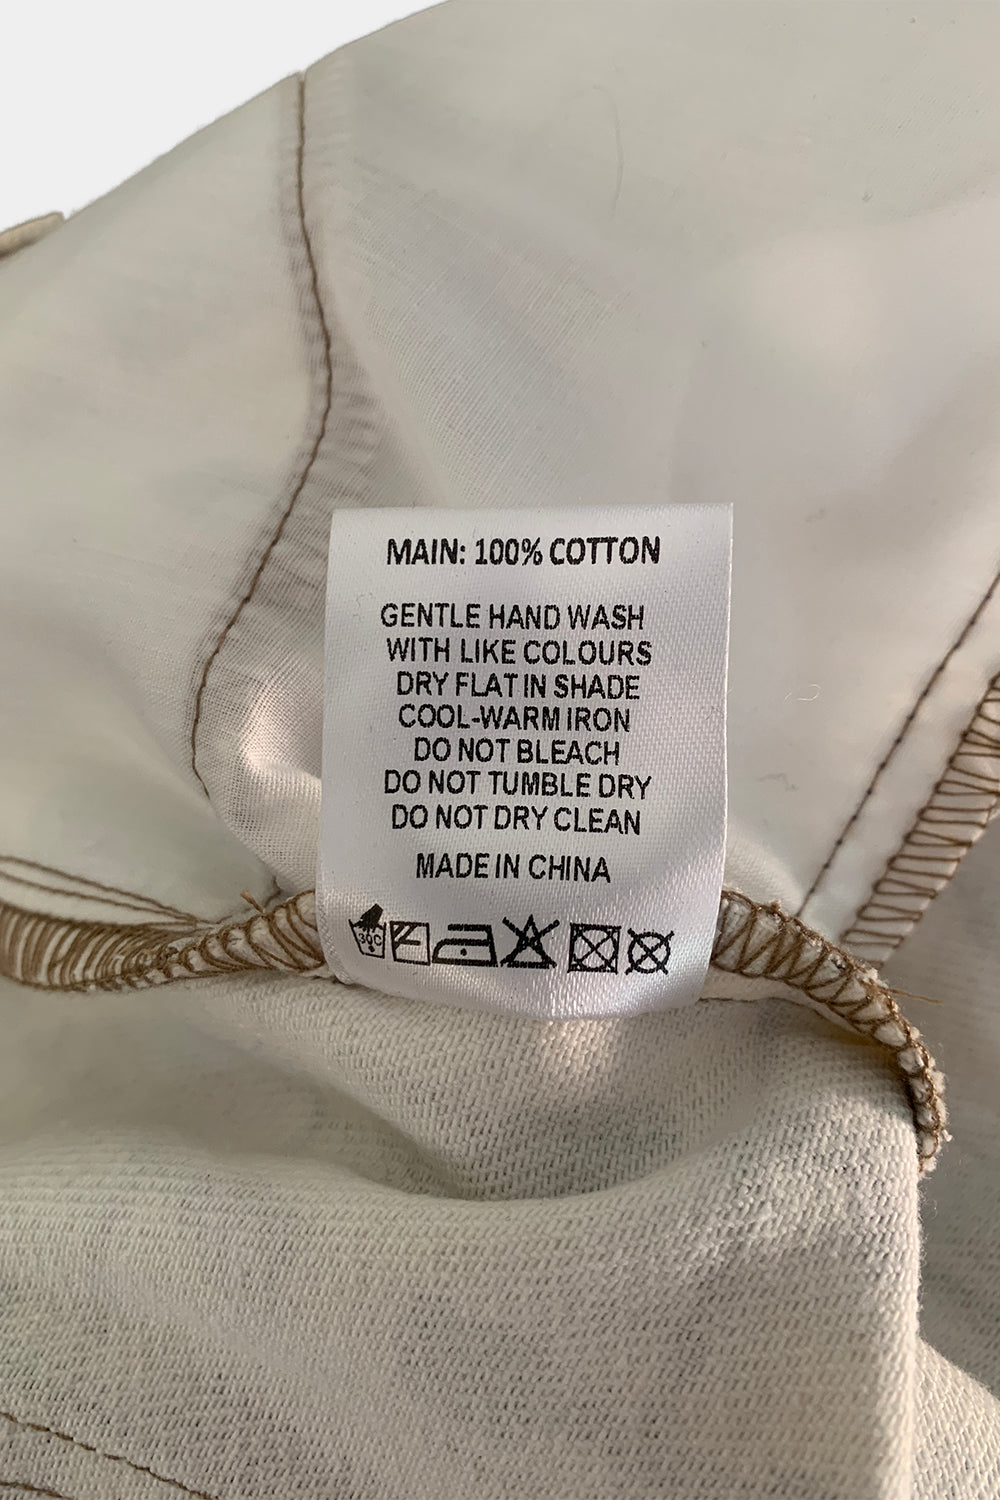 MAIN: 100% COTTON
GENTLE HAND WASH
WITH LIKE COLOURS
DRY FLAT IN SHADE
COOL-WARM IRON
DO NOT BLEACH
DO NOT TUMBLE DRY
DO NOT DRY CLEAN
MADE IN CHINA
30C